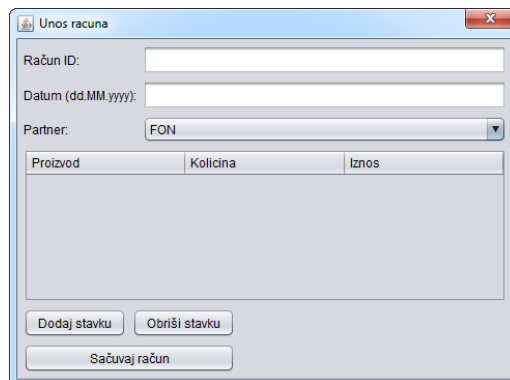 Unos racuna
Račun ID:
Datum (dd.MM.yyyy):
Partner: FON
Proizvod Kolicina Iznos
Dodaj stavku Obriši stavku
Sačuvaj račun